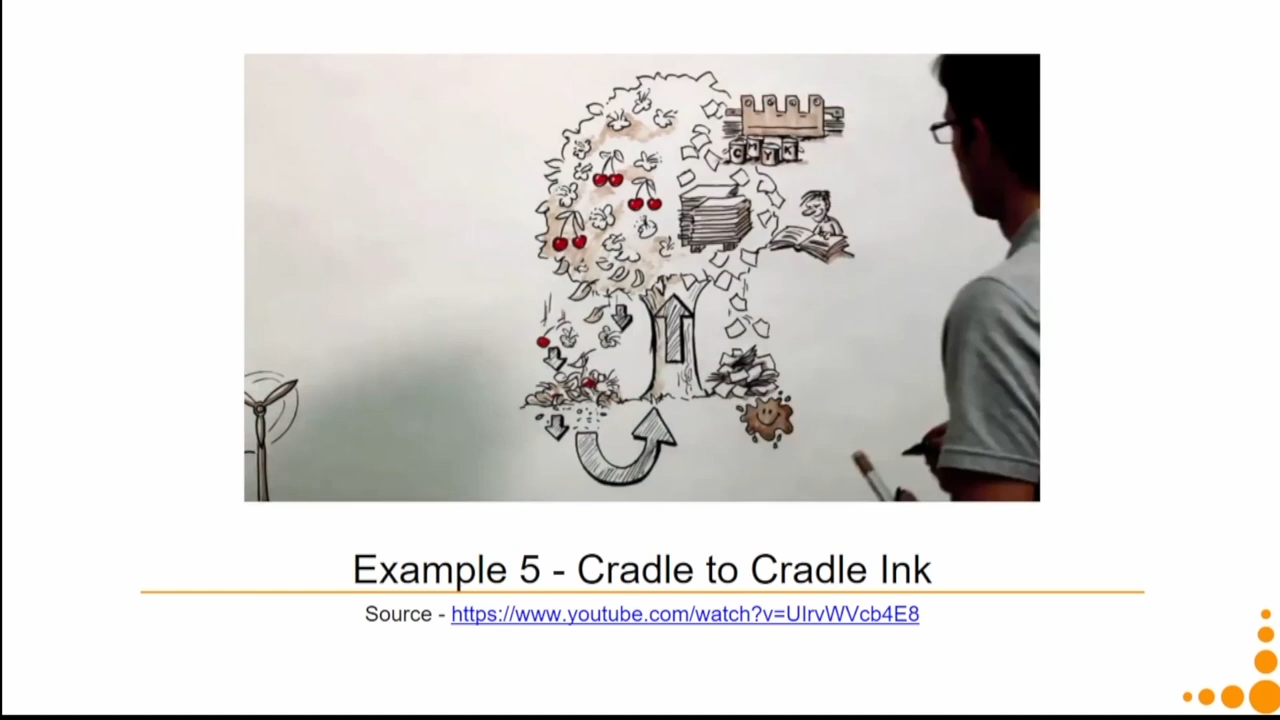 C M Y K
Example 5 - Cradle to Cradle Ink
Source - https://www.youtube.com/watch?v=UIrvWVcb4E8